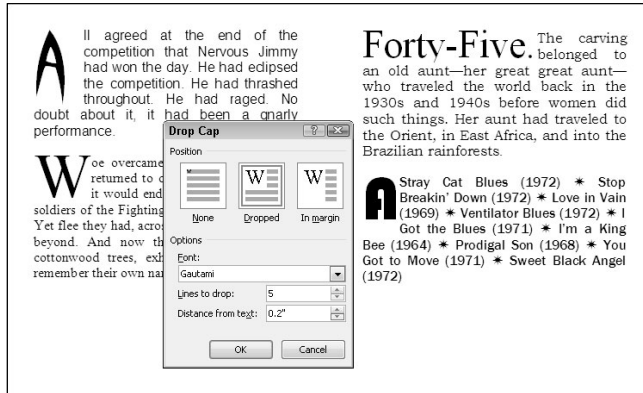 All agreed at the end of the
competition that Nervous Jimmy
had won the day. He had eclipsed
the competition. He had thrashed
throughout. He had raged. No
doubt about it, it had been a gnarly
performance.
Woe overcame
returned to
it would end
soldiers of the Fighting
Yet flee they had,
beyond. And now
cottonwood trees,
remember their own
Drop Cap
Position
W
W
None
Dropped
In margin
Options
Font:
Gautami
Lines to drop:
5
Distance from text:
0.2"
OK
Cancel
Forty-Five. The carving
belonged to
an old aunt—her great great aunt—
who traveled the world back in the
1930s and 1940s before women did
such things. Her aunt had traveled to
the Orient, in East Africa, and into the
Brazilian rainforests.
A Stray Cat Blues (1972) ✴ Stop
Breakin' Down (1972) ✴ Love in Vain
(1969) ✴ Ventilator Blues (1972) ✴ I
Got the Blues (1971) ✴ I'm a King
Bee (1964) ✴ Prodigal Son (1968) ✴ You
Got to Move (1971) ✴ Sweet Black Angel
(1972)